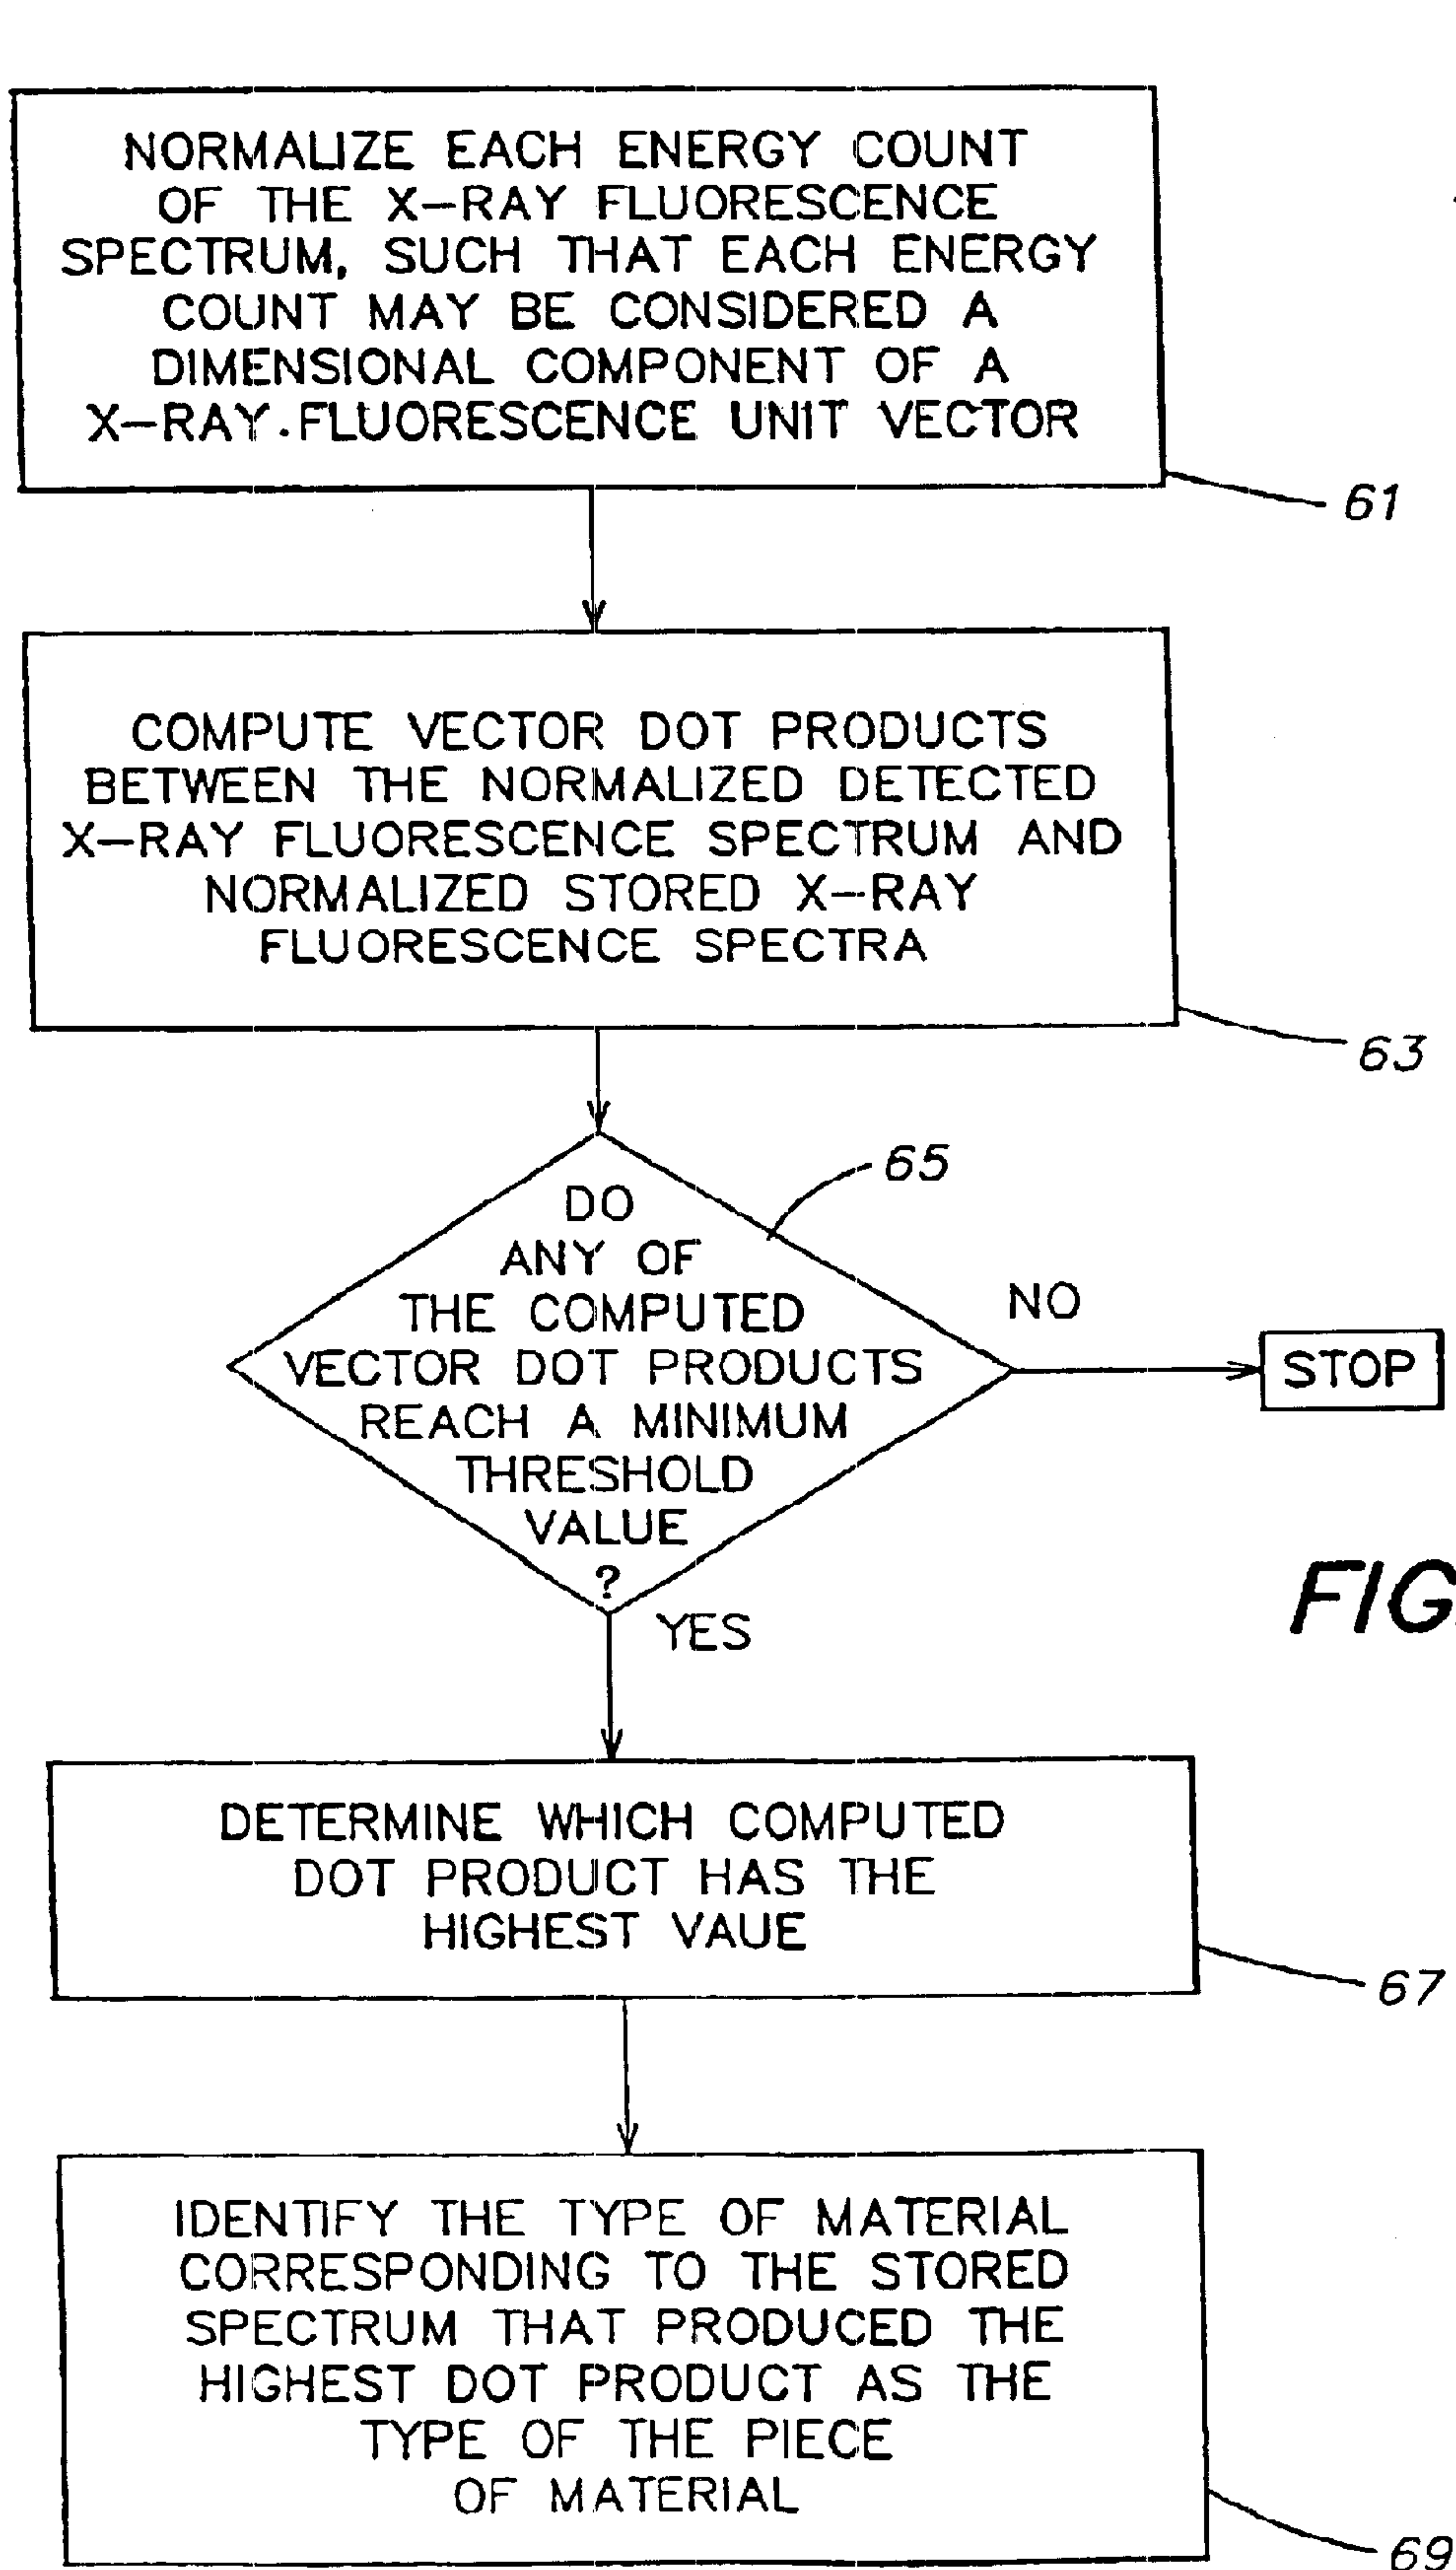 NORMALIZE EACH ENERGY COUNT
OF THE X-RAY FLUORESCENCE
SPECTRUM, SUCH THAT EACH ENERGY
COUNT MAY BE CONSIDERED A
DIMENSIONAL COMPONENT OF A
X-RAY.FLUORESCENCE UNIT VECTOR
61
COMPUTE VECTOR DOT PRODUCTS
BETWEEN THE NORMALIZED DETECTED
X-RAY FLUORESCENCE SPECTRUM AND
NORMALIZED STORED X-RAY
FLUORESCENCE SPECTRA
63
65
DO
ANY OF
THE COMPUTED
VECTOR DOT PRODUCTS
REACH A MINIMUM
THRESHOLD
VALUE
?
NO
STOP
FIG
YES
DETERMINE WHICH COMPUTED
DOT PRODUCT HAS THE
HIGHEST VAUE
67
IDENTIFY THE TYPE OF MATERIAL
CORRESPONDING TO THE STORED
SPECTRUM THAT PRODUCED THE
HIGHEST DOT PRODUCT AS THE
TYPE OF THE PIECE
OF MATERIAL
69